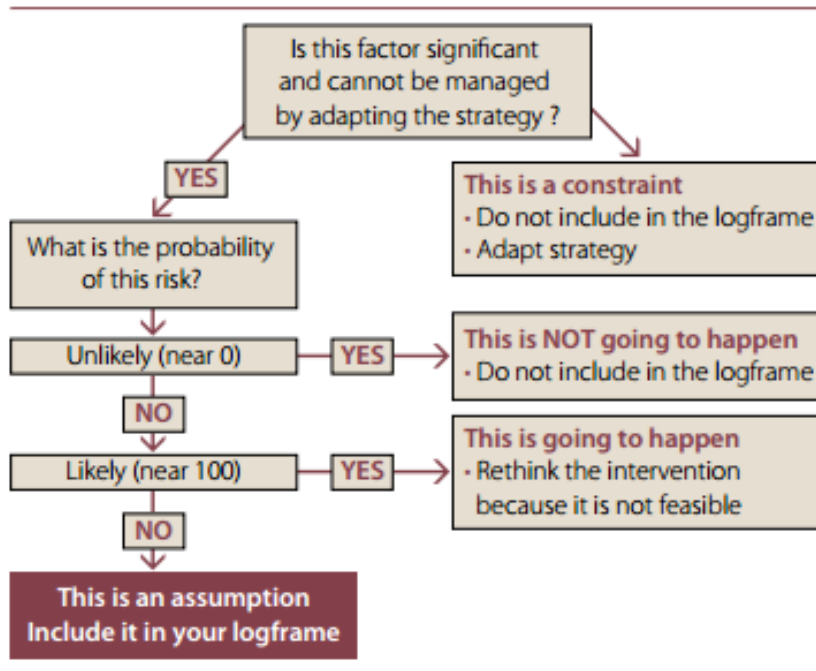 Is this factor significant
and cannot be managed
by adapting the strategy ?
YES
This is a constraint
· Do not include in the logframe
· Adapt strategy
What is the probability
of this risk?
Unlikely (near 0)
YES
This is NOT going to happen
· Do not include in the logframe
NO
Likely (near 100)
YES
This is going to happen
· Rethink the intervention
because it is not feasible
NO
This is an assumption
Include it in your logframe